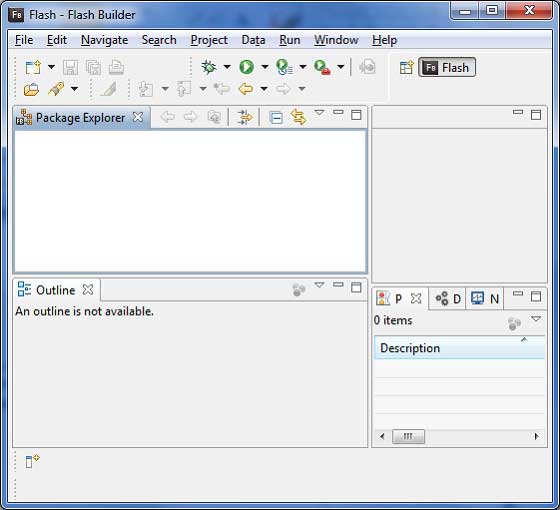 Fb Flash - Flash Builder
File Edit Navigate Search Project Data Run Window Help
Fb Flash
FB Package Explorer
Outline
An outline is not available.
P D N
0 items
Description